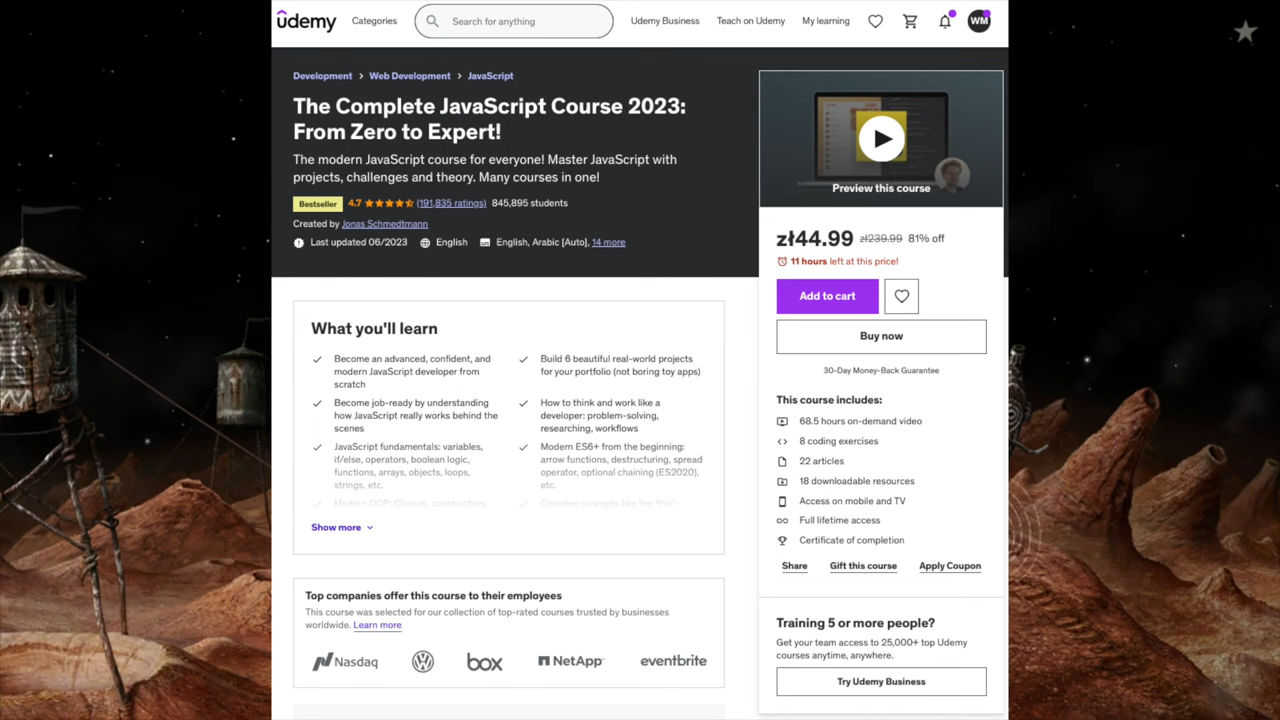 ûdemy Categories Search for anything Udemy Business Teach on Udemy My learning WM
Development > Web Development > JavaScript
The Complete JavaScript Course 2023:
From Zero to Expert!
The modern JavaScript course for everyone! Master JavaScript with
projects, challenges and theory. Many courses in one!
Bestseller 4.7 (191,835 ratings) 845,895 students
Created by Jonas Schmedtmann
Last updated 06/2023 English English, Arabic [Auto], 14 more
Preview this course
zł44.99 zł239.99 81% off
11 hours left at this price!
Add to cart
Buy now
30-Day Money-Back Guarantee
This course includes:
68.5 hours on-demand video
8 coding exercises
22 articles
18 downloadable resources
Access on mobile and TV
Full lifetime access
Certificate of completion
Share Gift this course Apply Coupon
Training 5 or more people?
Get your team access to 25,000+ top Udemy
courses anytime, anywhere.
Try Udemy Business
What you'll learn
Become an advanced, confident, and
modern JavaScript developer from
scratch
Build 6 beautiful real-world projects
for your portfolio (not boring toy apps)
Become job-ready by understanding
how JavaScript really works behind the
scenes
How to think and work like a
developer: problem-solving,
researching, workflows
JavaScript fundamentals: variables,
if/else, operators, boolean logic,
functions, arrays, objects, loops,
strings, etc.
Modern ES6+ from the beginning:
arrow functions, destructuring, spread
operator, optional chaining (ES2020),
etc.
Modern OOP: Classes, constructors,
Complex concepts like the 'this'
Show more
Top companies offer this course to their employees
This course was selected for our collection of top-rated courses trusted by businesses
worldwide. Learn more
Nasdaq VW box NetApp eventbrite